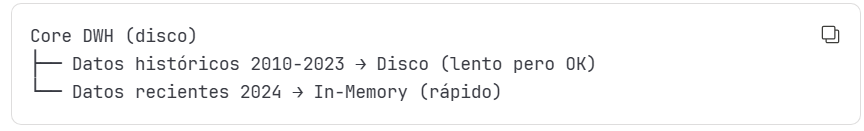 Core DWH (disco)
├── Datos históricos 2010-2023 → Disco (lento pero OK)
└── Datos recientes 2024 → In-Memory (rápido)